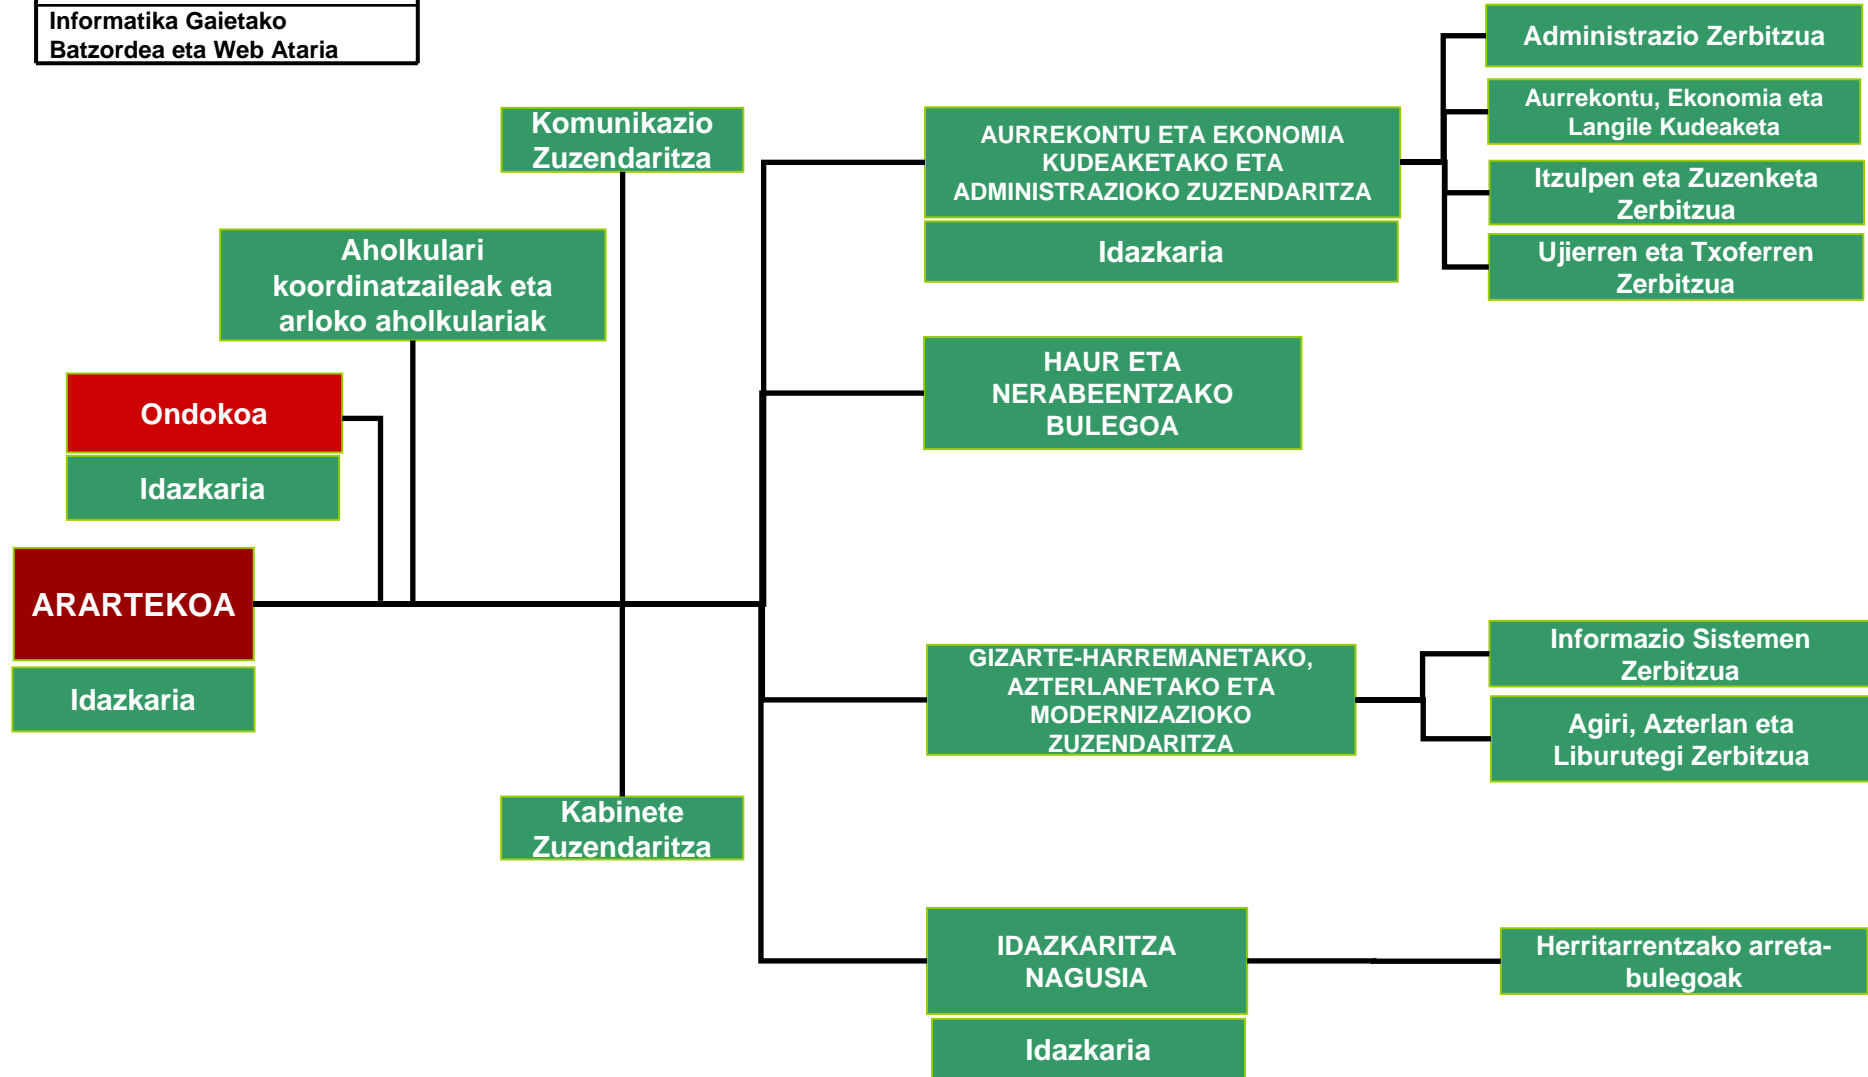 Informatika Gaietako
Batzordea eta Web Ataria
Komunikazio
Zuzendaritza
Aholkulari
koordinatzaileak eta
arloko aholkulariak
Ondokoa
Idazkaria
ARARTEKOA
Idazkaria
Kabinete
Zuzendaritza
AURREKONTU ETA EKONOMIA
KUDEAKETAKO ETA
ADMINISTRAZIOKO ZUZENDARITZA
Idazkaria
HAUR ETA
NERABEENTZAKO
BULEGOA
GIZARTE-HARREMANETAKO,
AZTERLANETAKO ETA
MODERNIZAZIOKO
ZUZENDARITZA
IDAZKARITZA
NAGUSIA
Idazkaria
Administrazio Zerbitzua
Aurrekontu, Ekonomia eta
Langile Kudeaketa
Itzulpen eta Zuzenketa
Zerbitzua
Ujierren eta Txoferren
Zerbitzua
Informazio Sistemen
Zerbitzua
Agiri, Azterlan eta
Liburutegi Zerbitzua
Herritarrentzako arreta-
bulegoak